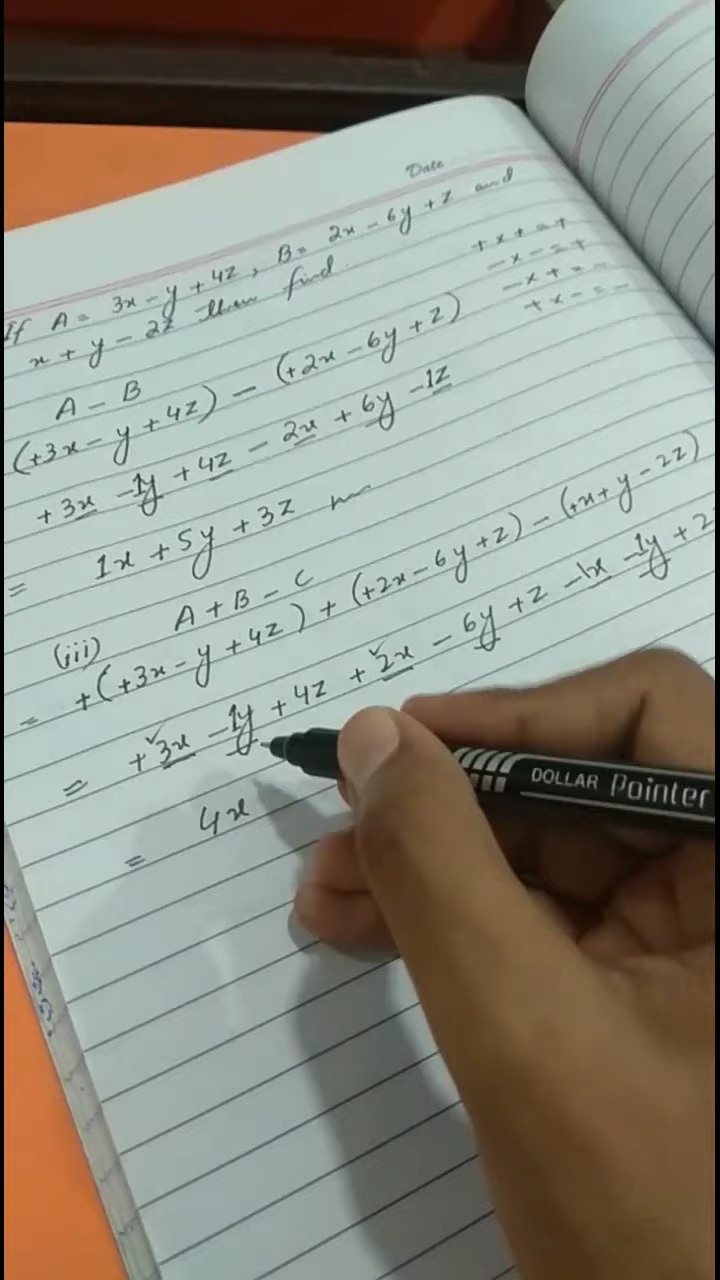 Date
If A = 3x - y + 4z, B = 2x - 6y + z and
x + y - 2z then find.
+ x + = +
- x - = +
- x + = -
+ x - = -
A - B
(+3x - y + 4z) - (+2x - 6y + z)
+ 3x - 1y + 4z - 2x + 6y - 1z
= 1x + 5y + 3z
(iii) A + B - C
= +(+3x - y + 4z) + (+2x - 6y + z) - (+x + y - 2z)
= + 3x - 1y + 4z + 2x - 6y + z - 1x - 1y + 2
= 4x
DOLLAR Pointer